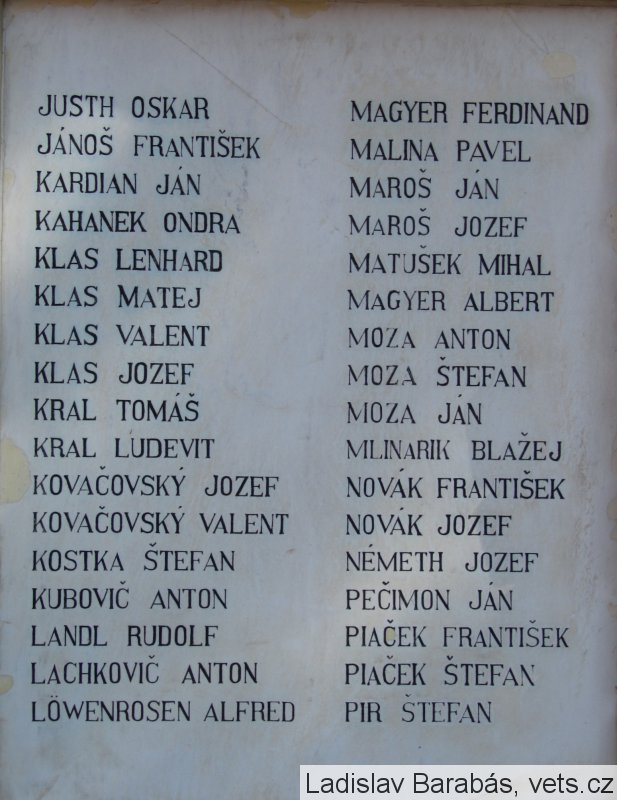 JUSTH OSKAR
JÁNOŠ FRANTIŠEK
KARDIAN JÁN
KAHANEK ONDRA
KLAS LENHARD
KLAS MATEJ
KLAS VALENT
KLAS JOZEF
KRAL TOMÁŠ
KRAL ĽUDEVIT
KOVAČOVSKÝ JOZEF
KOVAČOVSKÝ VALENT
KOSTKA ŠTEFAN
KUBOVIČ ANTON
LANDL RUDOLF
LACHKOVIČ ANTON
LÖWENROSEN ALFRED
MAGYER FERDINAND
MALINA PAVEL
MAROŠ JÁN
MAROŠ JOZEF
MATUŠEK MIHAL
MAGYER ALBERT
MOZA ANTON
MOZA ŠTEFAN
MOZA JÁN
MLINARIK BLAŽEJ
NOVÁK FRANTIŠEK
NOVÁK JOZEF
NÉMETH JOZEF
PEČIMON JÁN
PIAČEK FRANTIŠEK
PIAČEK ŠTEFAN
PIR ŠTEFAN
Ladislav Barabás, vets.cz